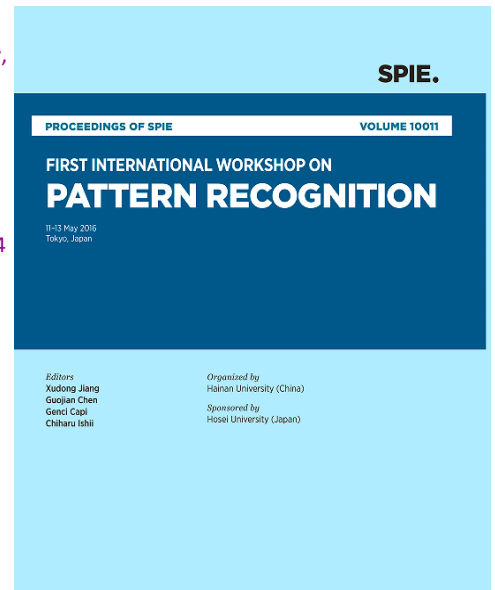 SPIE.
PROCEEDINGS OF SPIE VOLUME 10011
FIRST INTERNATIONAL WORKSHOP ON
PATTERN RECOGNITION
11–13 May 2016
Tokyo, Japan
4
Editors
Xudong Jiang
Guojian Chen
Genci Capi
Chiharu Ishii
Organized by
Hainan University (China)
Sponsored by
Hosei University (Japan)